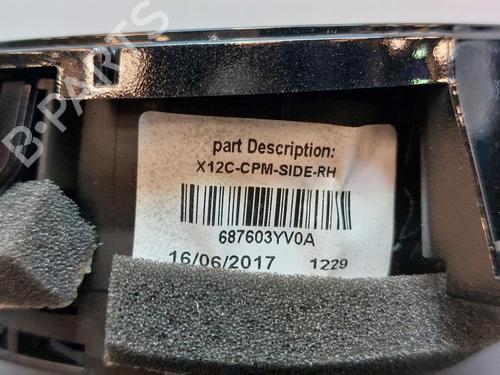 B-PARTS
part Description:
X12C-CPM-SIDE-RH
687603YV0A
16/06/2017 1229